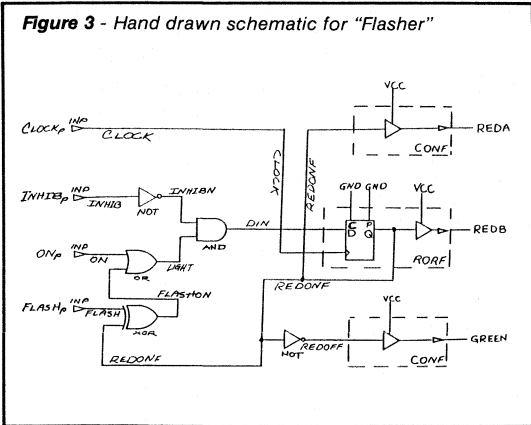 Figure 3 - Hand drawn schematic for "Flasher"
VCC
CLOCKp INP
CLOCK
REDA
CONF
CLOCK
REDONF
INHIBp INP
INHIB
NOT
INHIBN
GND GND
VCC
AND
DIN
C P
D Q
REDB
RORF
ONp INP
ON
OR
LIGHT
REDONF
FLASHON
FLASHp INP
FLASH
XOR
VCC
REDONF
NOT
REDOFF
GREEN
CONF